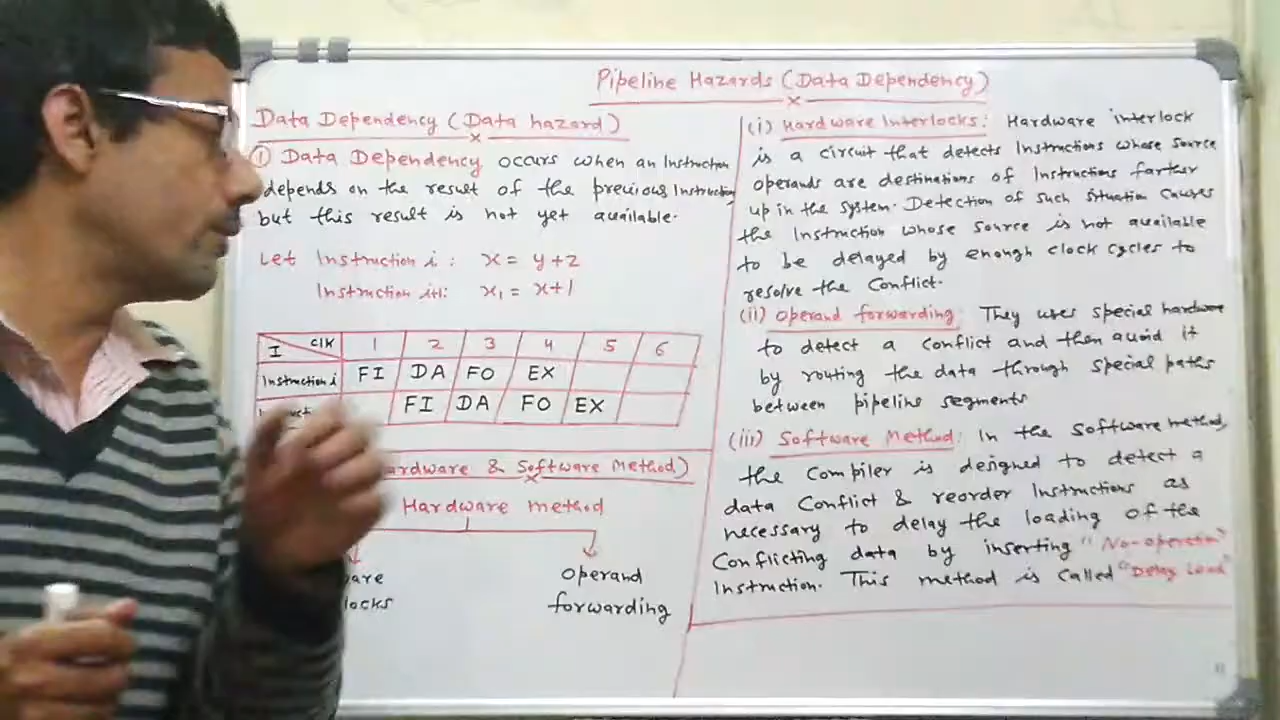 Pipeline Hazards (Data Dependency)
Data Dependency (Data hazard)
① Data Dependency occurs when an Instruction
depends on the result of the previous Instruction
but this result is not yet available.
Let Instruction i : x = y + z
Instruction i+1: x₁ = x + 1
I CLK 1 2 3 4 5 6
Instruction i FI DA FO EX
FI DA FO EX
ardware & Software Method)
Hardware method
ware
locks
Operand
forwarding
(i) Hardware Interlocks: Hardware interlock
is a circuit that detects Instructions whose source
operands are destinations of Instructions farther
up in the system. Detection of such situation causes
the Instruction whose source is not available
to be delayed by enough clock cycles to
resolve the Conflict.
(ii) Operand forwarding: They uses special hardware
to detect a conflict and then avoid it
by routing the data through special paths
between pipeline segments
(iii) Software Method: In the Software method,
the Compiler is designed to detect a
data Conflict & reorder Instructions as
necessary to delay the loading of the
Conflicting data by inserting "No-operation"
Instruction. This method is called "Delay Load"